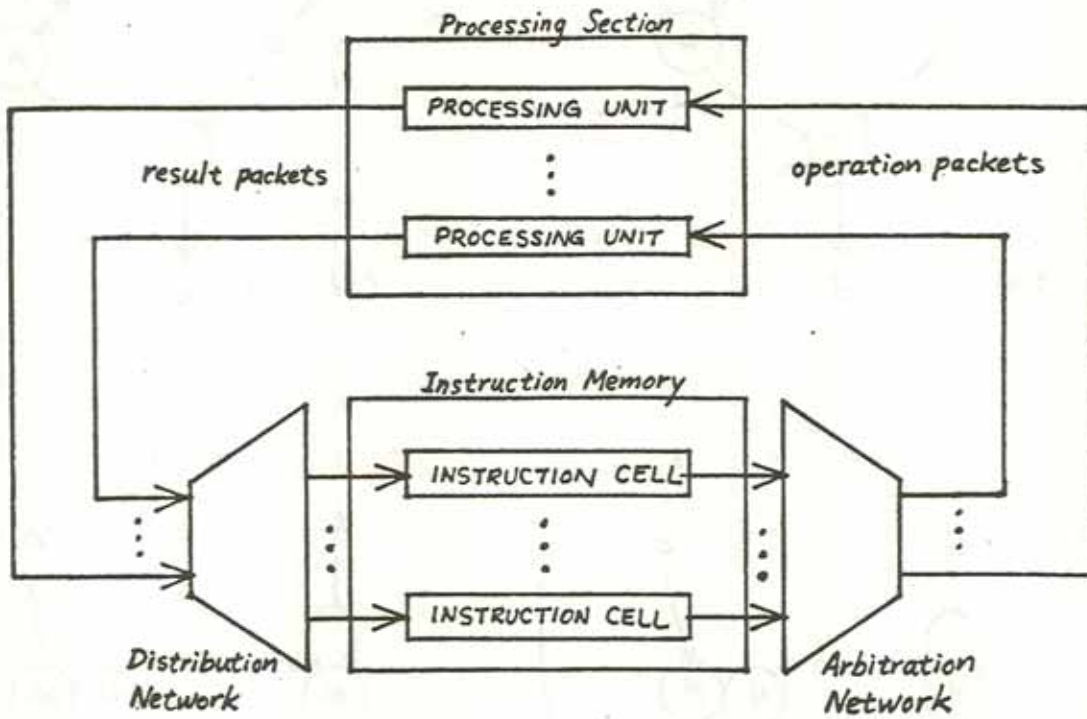 Processing Section
PROCESSING UNIT
result packets
operation packets
PROCESSING UNIT
Instruction Memory
INSTRUCTION CELL
INSTRUCTION CELL
Distribution
Network
Arbitration
Network